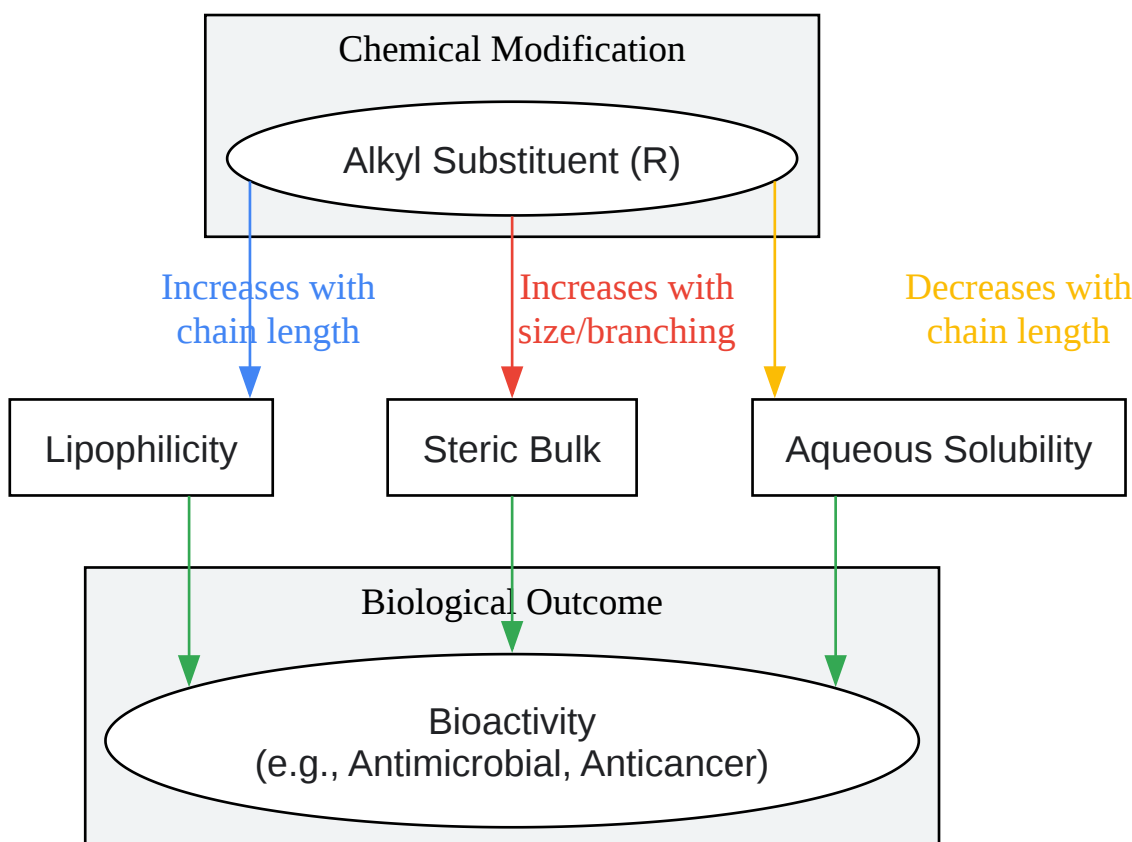 Chemical Modification
Alkyl Substituent (R)
Increases with
chain length
Increases with
size/branching
Decreases with
chain length
Lipophilicity
Steric Bulk
Aqueous Solubility
Biological Outcome
Bioactivity
(e.g., Antimicrobial, Anticancer)